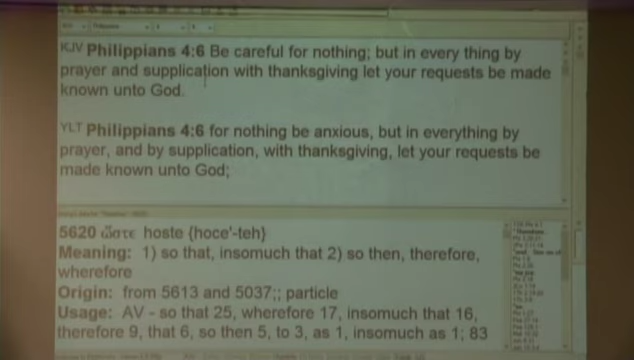 KJV Philippians 4:6 Be careful for nothing; but in every thing by
prayer and supplication with thanksgiving let your requests be made
known unto God.
YLT Philippians 4:6 for nothing be anxious, but in everything by
prayer, and by supplication, with thanksgiving, let your requests be
made known unto God;
5620 ὥστε hoste {hoce'-teh}
Meaning: 1) so that, insomuch that 2) so then, therefore,
wherefore
Origin: from 5613 and 5037;; particle
Usage: AV - so that 25, wherefore 17, insomuch that 16,
therefore 9, that 6, so then 5, to 3, as 1, insomuch as 1; 83